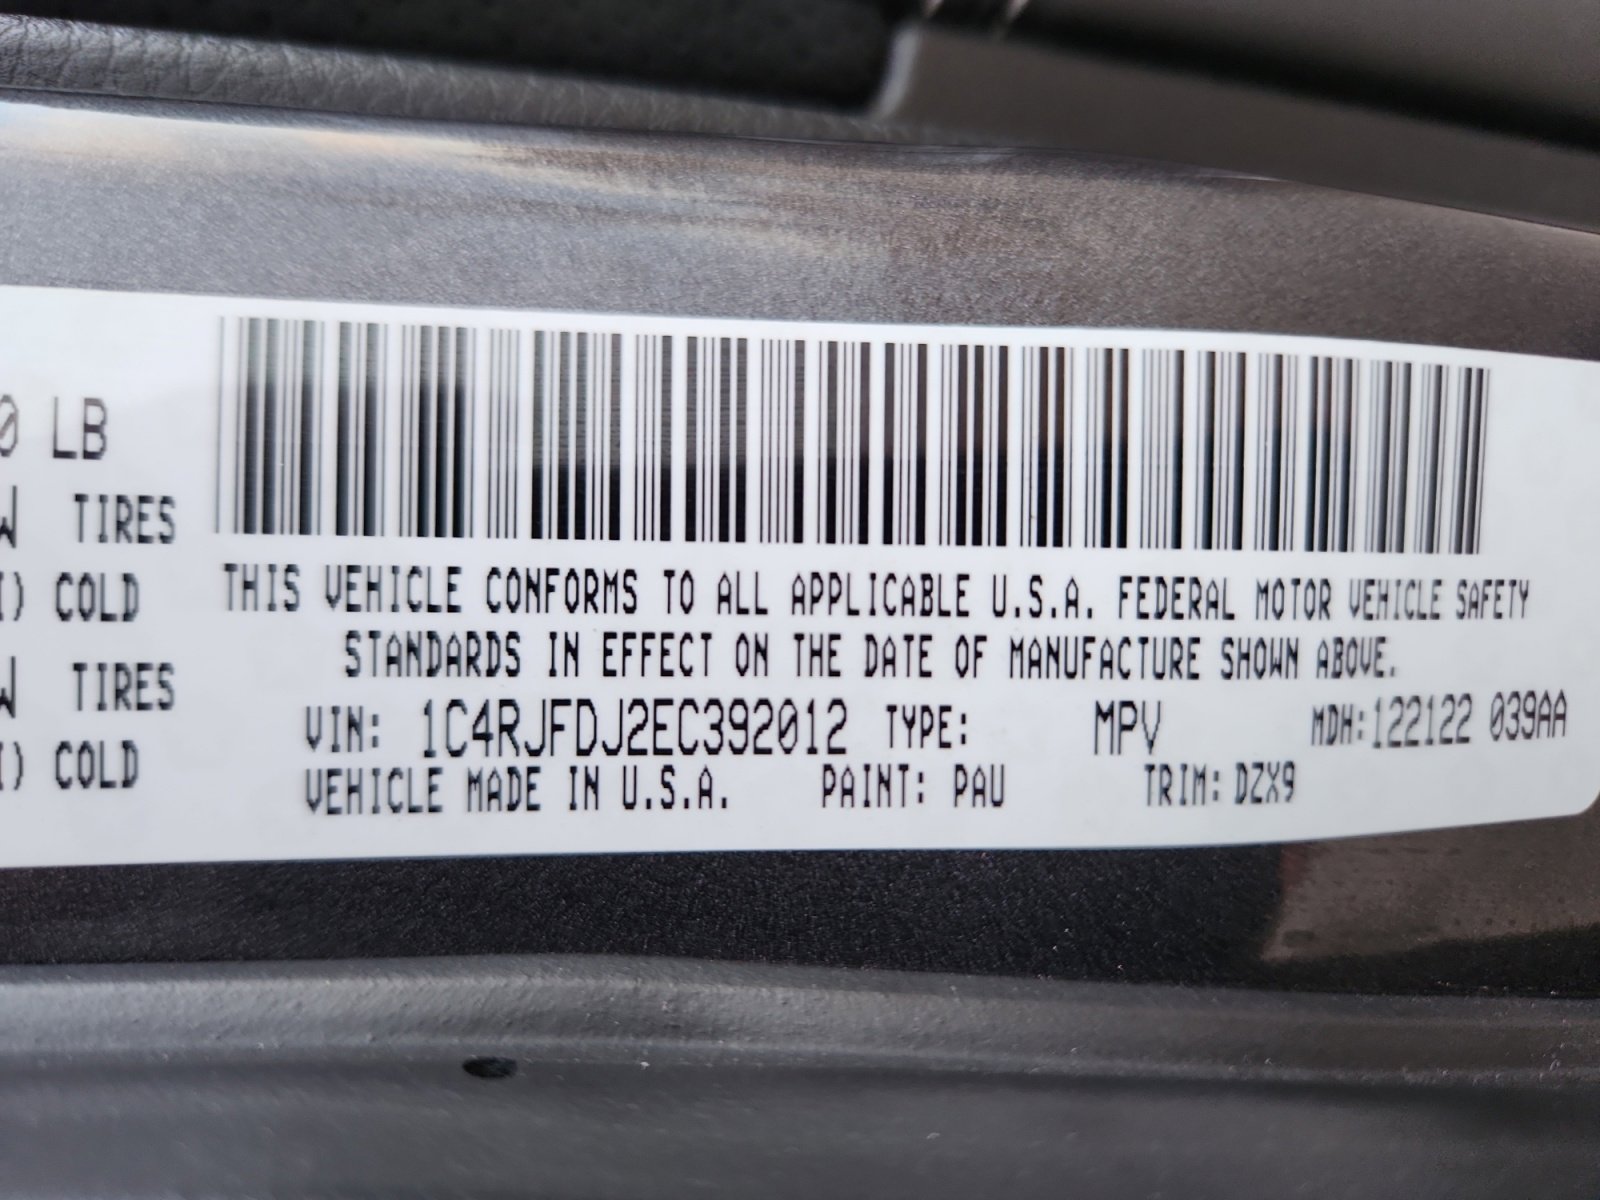 0 LB
W TIRES
I) COLD
W TIRES
I) COLD
THIS VEHICLE CONFORMS TO ALL APPLICABLE U.S.A. FEDERAL MOTOR VEHICLE SAFETY
STANDARDS IN EFFECT ON THE DATE OF MANUFACTURE SHOWN ABOVE.
VIN: 1C4RJFDJ2EC392012 TYPE: MPV MDH:122122 039AA
VEHICLE MADE IN U.S.A. PAINT: PAU TRIM: DZX9